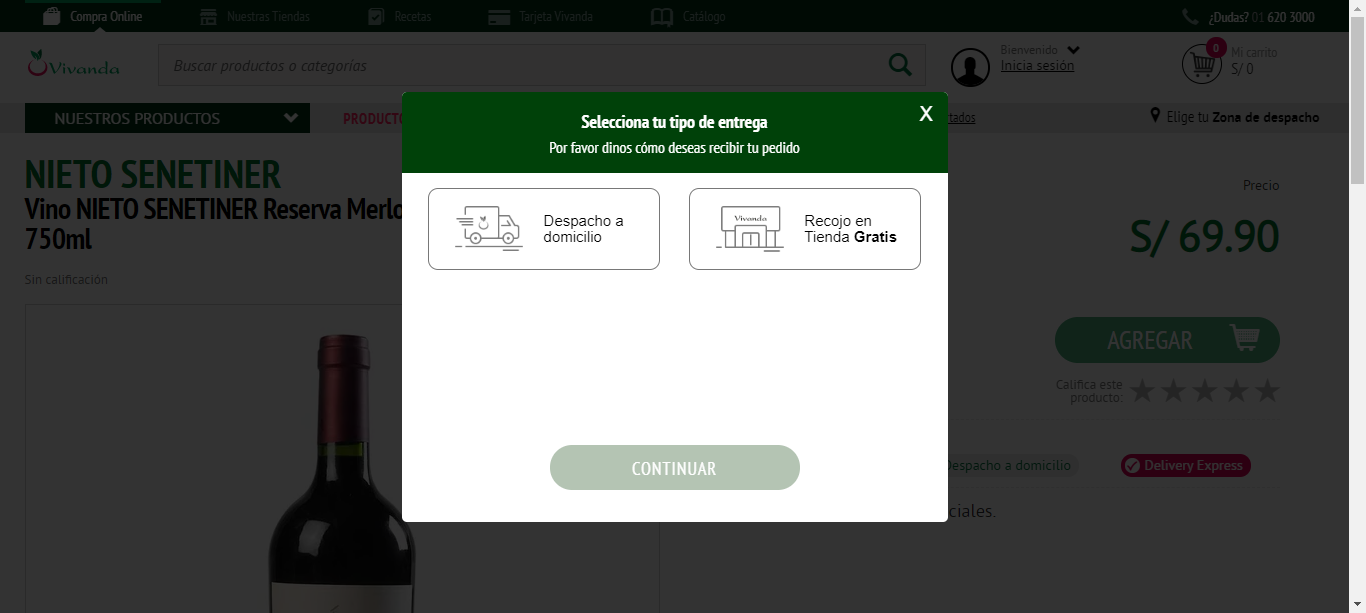 Compra Online
Nuestras Tiendas
Recetas
Tarjeta Vivanda
Catálogo
¿Dudas? 01 620 3000
Vivanda
Buscar productos o categorías
Bienvenido
Inicia sesión
0
Mi carrito
S/ 0
NUESTROS PRODUCTOS
Elige tu Zona de despacho
Selecciona tu tipo de entrega
X
Por favor dinos cómo deseas recibir tu pedido
Despacho a
domicilio
Vivanda
Recojo en
Tienda Gratis
CONTINUAR
NIETO SENETINER
Vino NIETO SENETINER Reserva Merlo
750ml
Sin calificación
Precio
S/ 69.90
AGREGAR
Califica este
producto:
Despacho a domicilio
Delivery Express